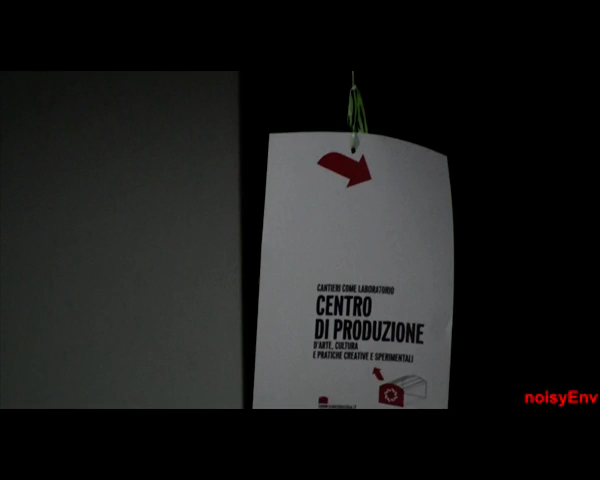 CANTIERI COME LABORATORIO
CENTRO
DI PRODUZIONE
D'ARTE, CULTURA
E PRATICHE CREATIVE E SPERIMENTALI
noisyEnv